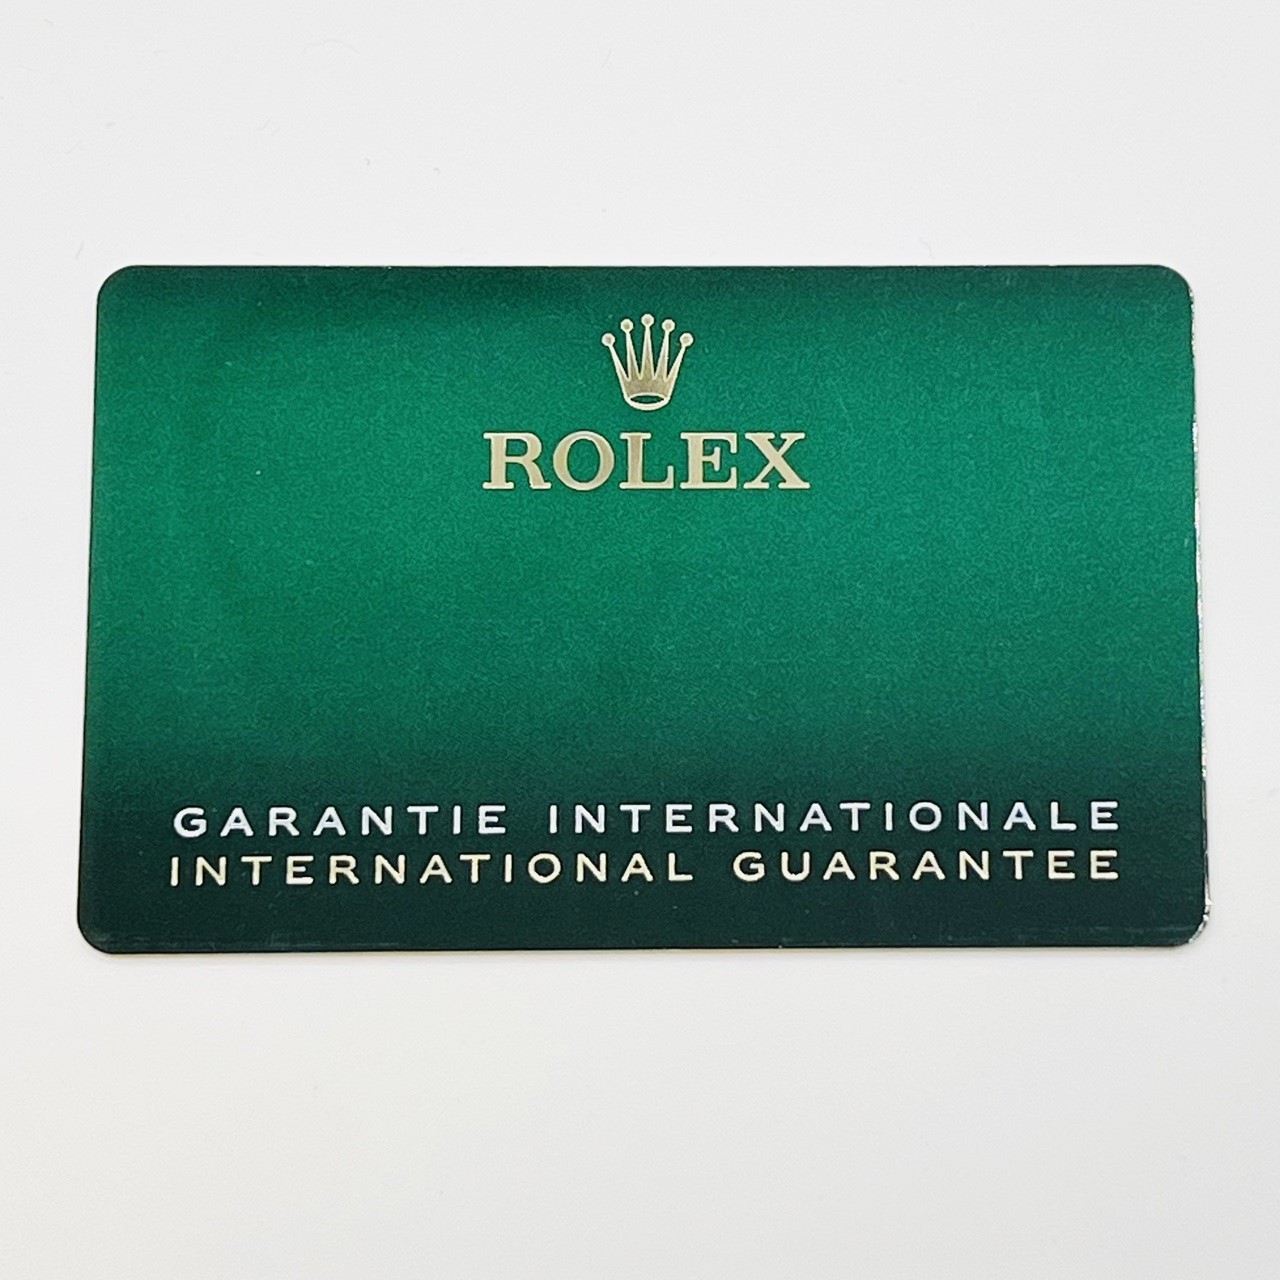 ROLEX
GARANTIE INTERNATIONALE
INTERNATIONAL GUARANTEE